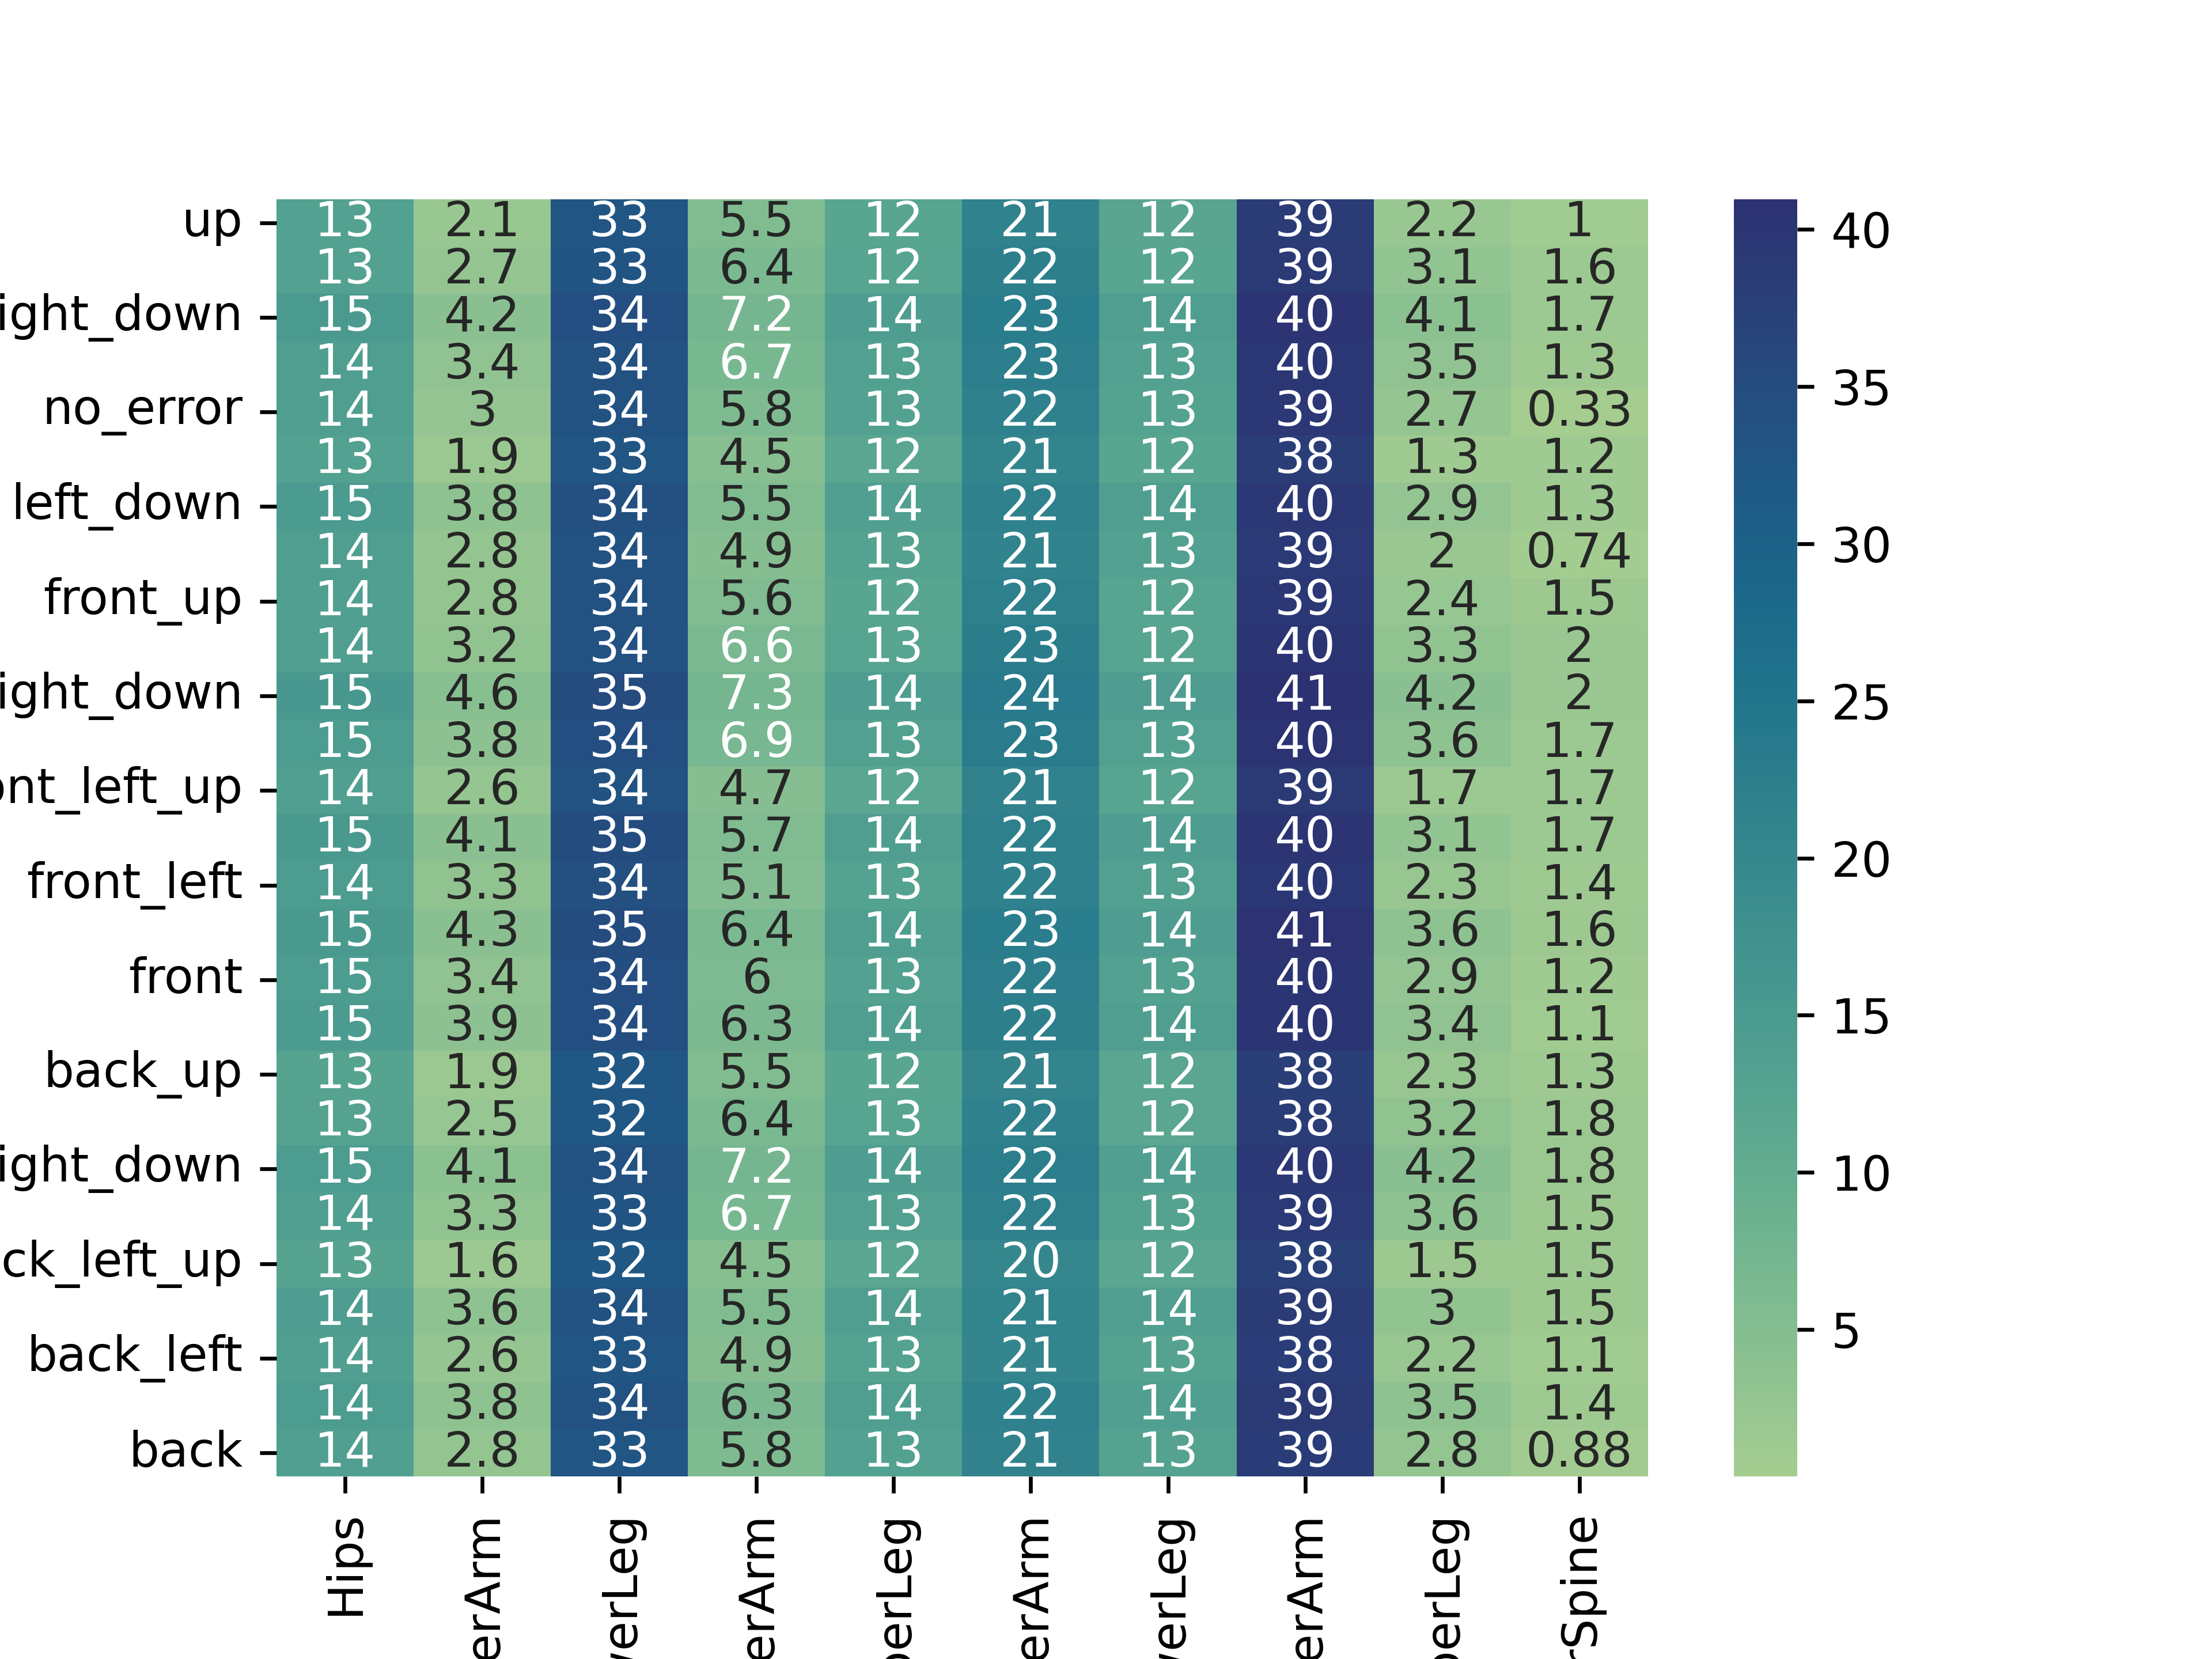 up 13 2.1 33 5.5 12 21 12 39 2.2 1
13 2.7 33 6.4 12 22 12 39 3.1 1.6
ight_down 15 4.2 34 7.2 14 23 14 40 4.1 1.7
14 3.4 34 6.7 13 23 13 40 3.5 1.3
no_error 14 3 34 5.8 13 22 13 39 2.7 0.33
13 1.9 33 4.5 12 21 12 38 1.3 1.2
left_down 15 3.8 34 5.5 14 22 14 40 2.9 1.3
14 2.8 34 4.9 13 21 13 39 2 0.74
front_up 14 2.8 34 5.6 12 22 12 39 2.4 1.5
14 3.2 34 6.6 13 23 12 40 3.3 2
ight_down 15 4.6 35 7.3 14 24 14 41 4.2 2
15 3.8 34 6.9 13 23 13 40 3.6 1.7
ont_left_up 14 2.6 34 4.7 12 21 12 39 1.7 1.7
15 4.1 35 5.7 14 22 14 40 3.1 1.7
front_left 14 3.3 34 5.1 13 22 13 40 2.3 1.4
15 4.3 35 6.4 14 23 14 41 3.6 1.6
front 15 3.4 34 6 13 22 13 40 2.9 1.2
15 3.9 34 6.3 14 22 14 40 3.4 1.1
back_up 13 1.9 32 5.5 12 21 12 38 2.3 1.3
13 2.5 32 6.4 13 22 12 38 3.2 1.8
ight_down 15 4.1 34 7.2 14 22 14 40 4.2 1.8
14 3.3 33 6.7 13 22 13 39 3.6 1.5
ck_left_up 13 1.6 32 4.5 12 20 12 38 1.5 1.5
14 3.6 34 5.5 14 21 14 39 3 1.5
back_left 14 2.6 33 4.9 13 21 13 38 2.2 1.1
14 3.8 34 6.3 14 22 14 39 3.5 1.4
back 14 2.8 33 5.8 13 21 13 39 2.8 0.88
Hips
erArm
werLeg
erArm
perLeg
erArm
werLeg
erArm
perLeg
rSpine
40
35
30
25
20
15
10
5